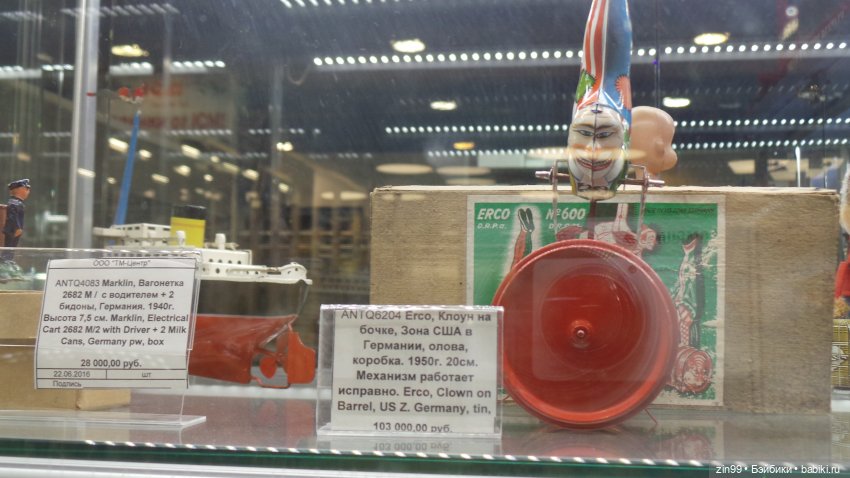 ООО "ТМ-Центр"
ANTQ4083 Marklin, Вагонетка
2682 M / с водителем + 2
бидоны, Германия. 1940г.
Высота 7,5 см. Marklin, Electrical
Cart 2682 M/2 with Driver + 2 Milk
Cans, Germany pw, box
28 000,00 руб.
22.06.2016 шт
Подпись
ANTQ6204 Erco, Клоун на
бочке, Зона США в
Германии, олова,
коробка. 1950г. 20см.
Механизм работает
исправно. Erco, Clown on
Barrel, US Z. Germany, tin,
103 000,00 руб.
ERCO №600
D.R.P.a. D.R.P.a.
zin99 • Бэйбики • babiki.ru